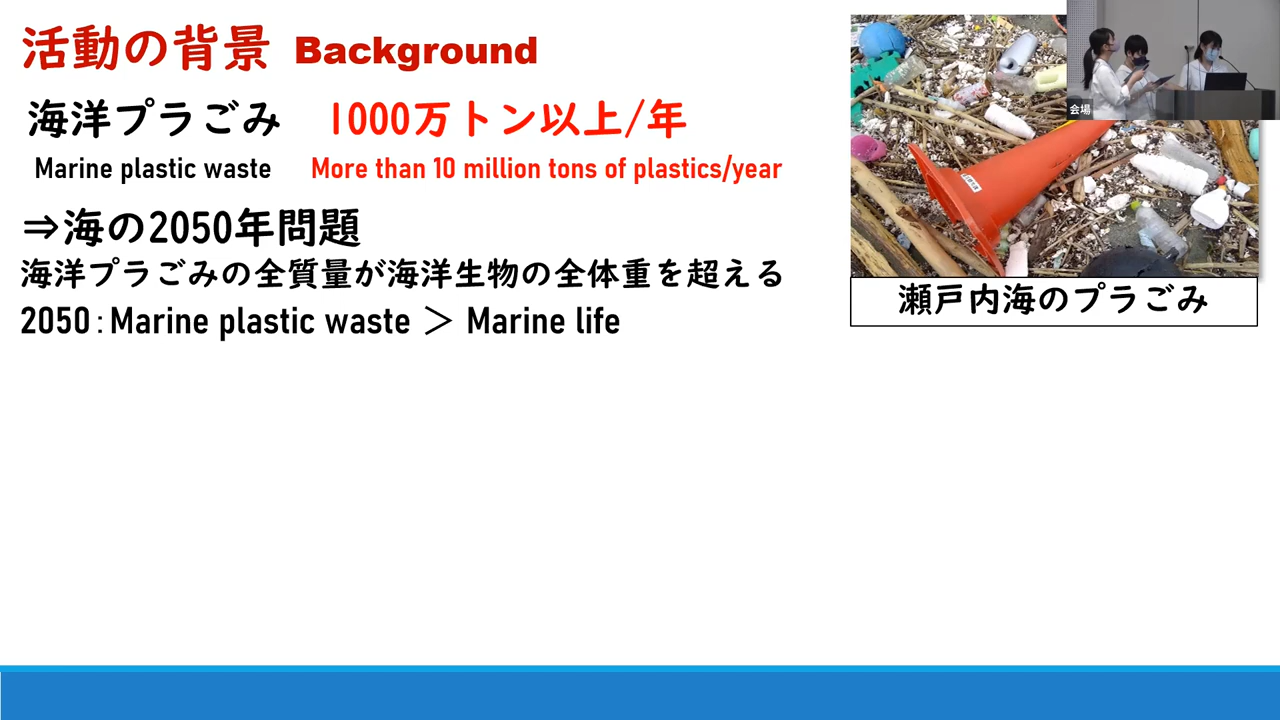 活動の背景 Background
海洋プラごみ 1000万トン以上/年
Marine plastic waste More than 10 million tons of plastics/year
⇒海の2050年問題
海洋プラごみの全質量が海洋生物の全体重を超える
2050：Marine plastic waste ＞ Marine life
会場
瀬戸内海のプラごみ